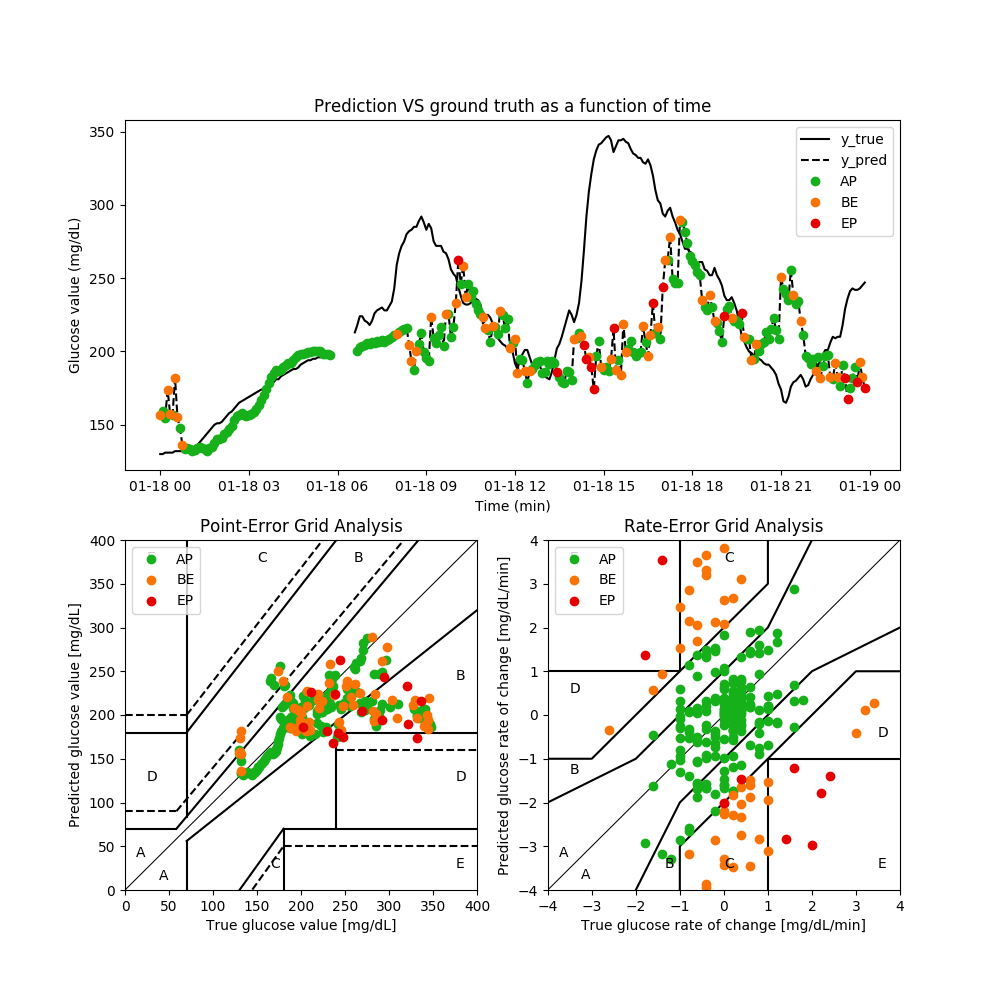 Prediction VS ground truth as a function of time
Glucose value (mg/dL)
350
300
250
200
150
y_true
y_pred
AP
BE
EP
01-18 00 01-18 03 01-18 06 01-18 09 01-18 12 01-18 15 01-18 18 01-18 21 01-19 00
Time (min)
Point-Error Grid Analysis
Predicted glucose value [mg/dL]
400
350
300
250
200
150
100
50
0
AP
BE
EP
C
B
B
D
D
A
A
C
E
0 50 100 150 200 250 300 350 400
True glucose value [mg/dL]
Rate-Error Grid Analysis
Predicted glucose rate of change [mg/dL/min]
4
3
2
1
0
−1
−2
−3
−4
AP
BE
EP
C
D
D
B
A
A
B
C
E
−4 −3 −2 −1 0 1 2 3 4
True glucose rate of change [mg/dL/min]